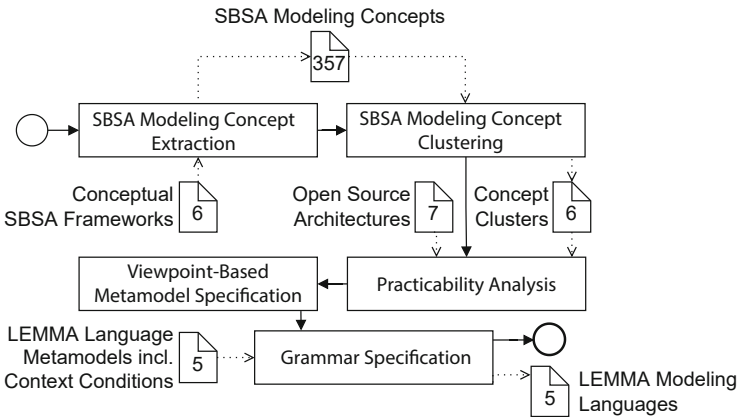 SBSA Modeling Concepts
357
SBSA Modeling Concept
Extraction
SBSA Modeling Concept
Clustering
Conceptual
SBSA Frameworks
6
Open Source
Architectures
7
Concept
Clusters
6
Viewpoint-Based
Metamodel Specification
Practicability Analysis
LEMMA Language
Metamodels incl.
Context Conditions
5
Grammar Specification
5
LEMMA Modeling
Languages